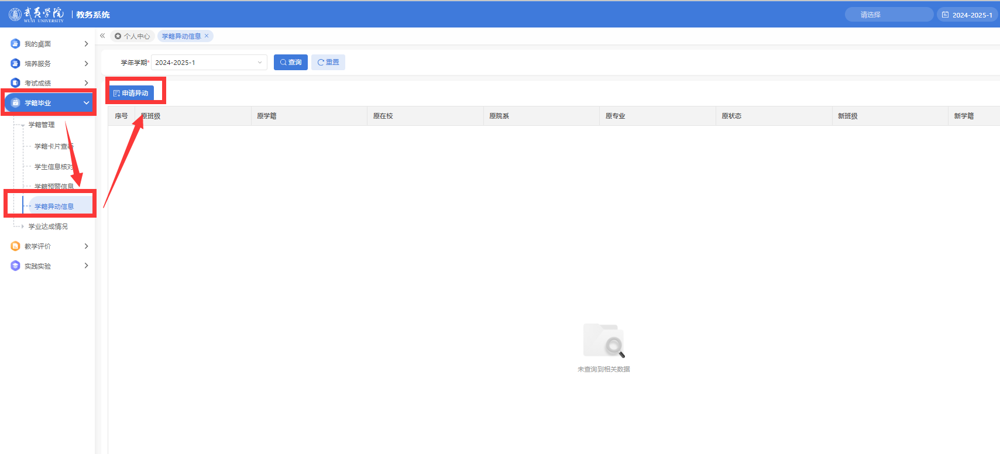 武夷学院
WUYI UNIVERSITY
教务系统
请选择
2024-2025-1
我的桌面
培养服务
考试成绩
学籍毕业
学籍管理
学籍卡片查看
学生信息核对
学籍预警信息
学籍异动信息
学业达成情况
教学评价
实践实验
个人中心
学籍异动信息
学年学期* 2024-2025-1
查询
重置
申请异动
序号 原班级 原学籍 原在校 原院系 原专业 原状态 新班级 新学籍
未查询到相关数据